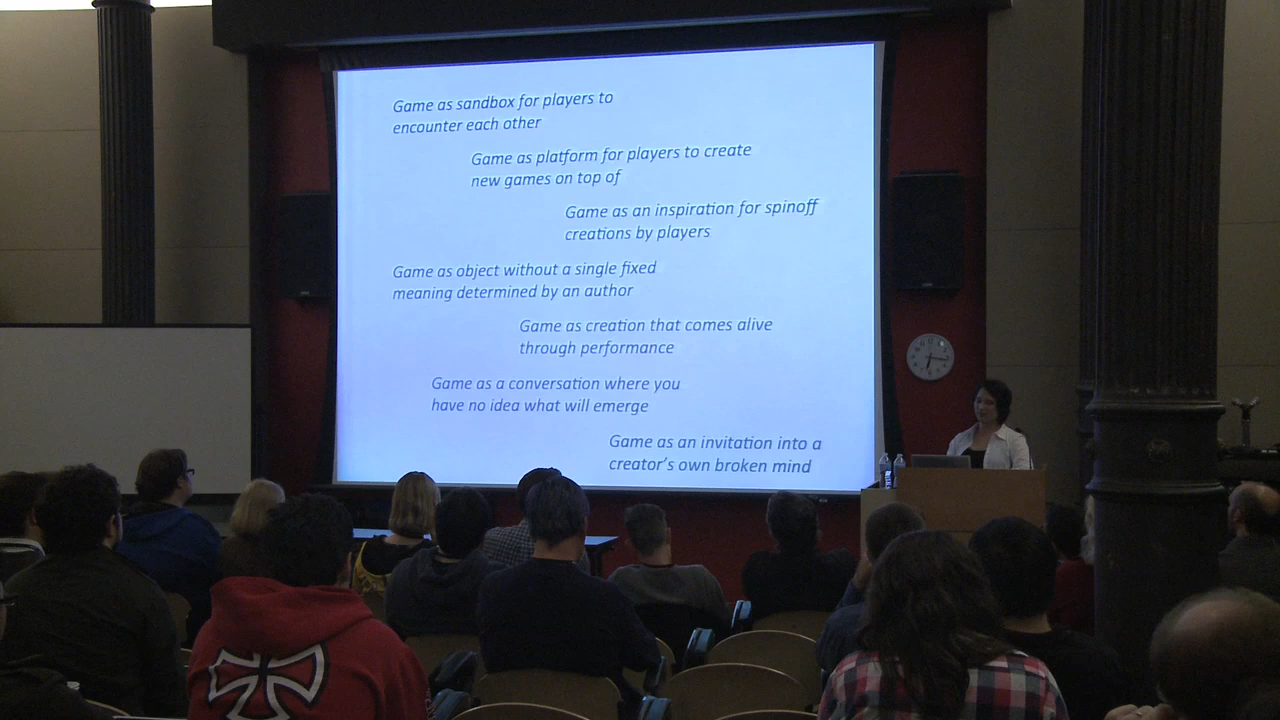 Game as sandbox for players to
encounter each other
Game as platform for players to create
new games on top of
Game as an inspiration for spinoff
creations by players
Game as object without a single fixed
meaning determined by an author
Game as creation that comes alive
through performance
Game as a conversation where you
have no idea what will emerge
Game as an invitation into a
creator's own broken mind